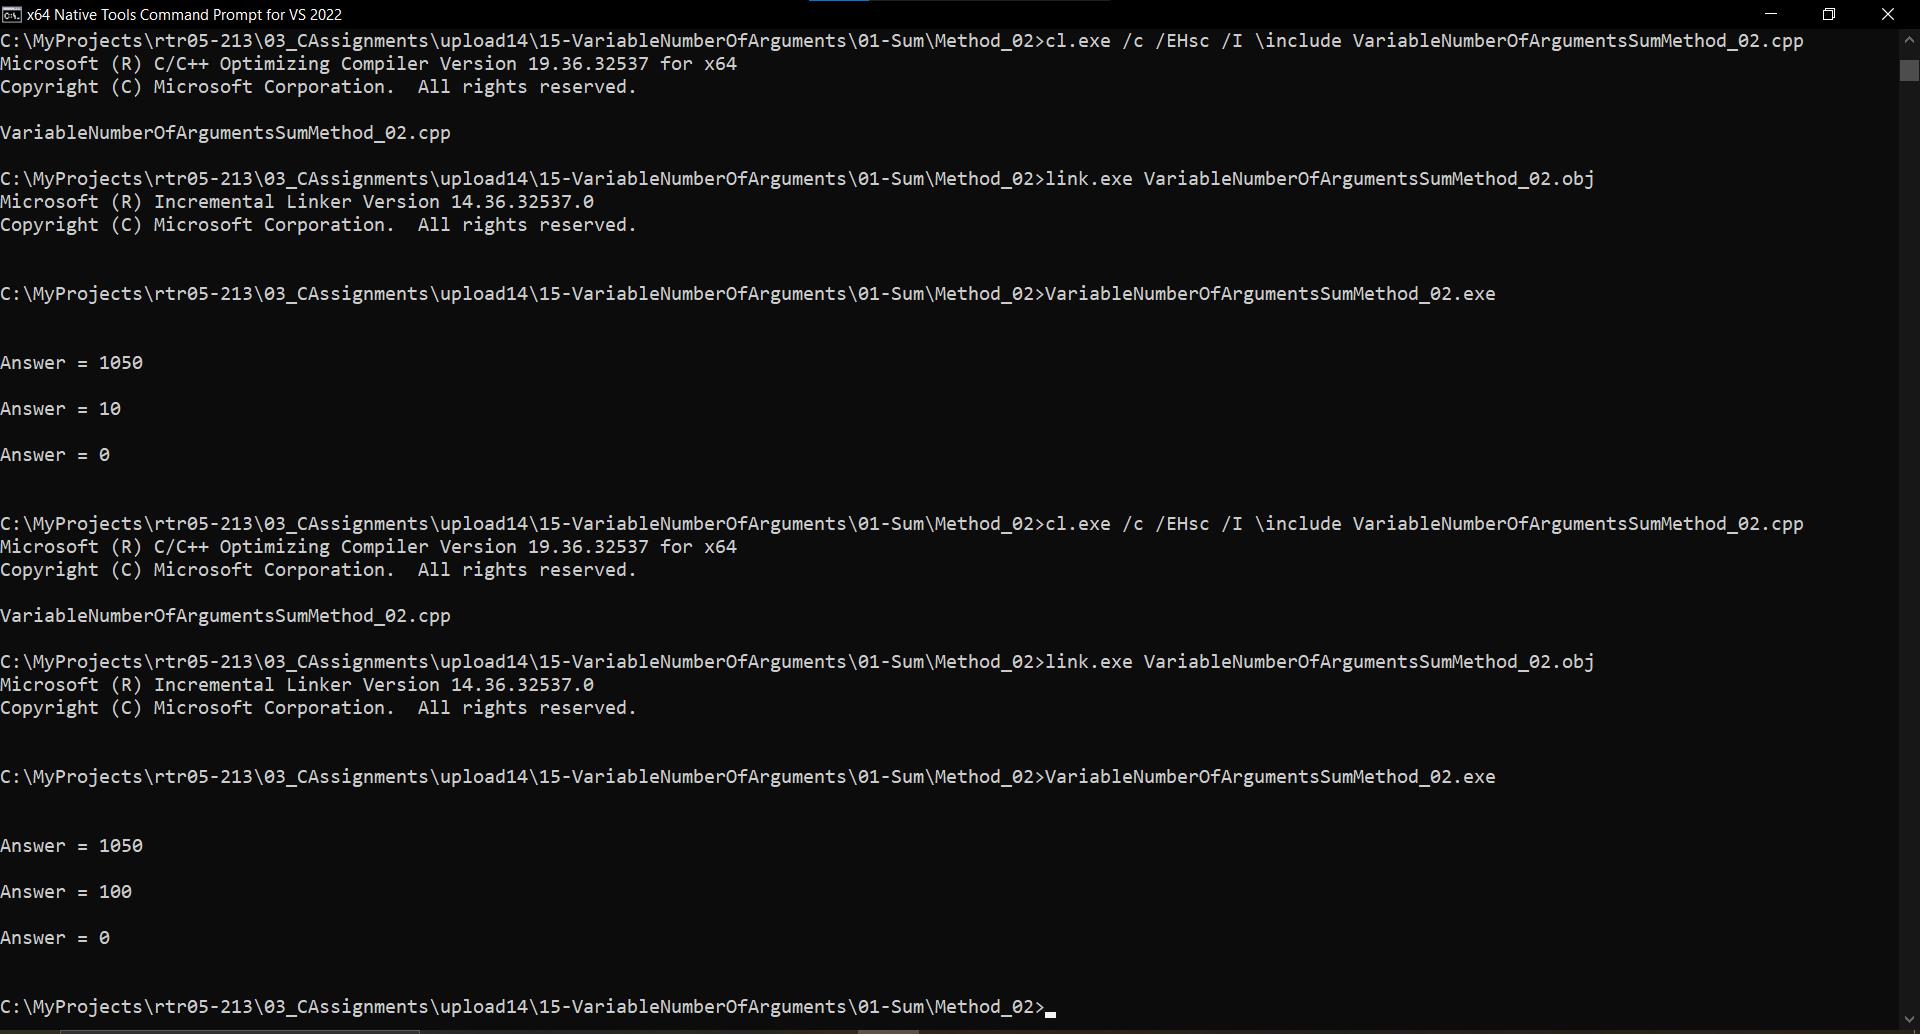 x64 Native Tools Command Prompt for VS 2022
C:\MyProjects\rtr05-213\03_CAssignments\upload14\15-VariableNumberOfArguments\01-Sum\Method_02>cl.exe /c /EHsc /I \include VariableNumberOfArgumentsSumMethod_02.cpp
Microsoft (R) C/C++ Optimizing Compiler Version 19.36.32537 for x64
Copyright (C) Microsoft Corporation.  All rights reserved.
VariableNumberOfArgumentsSumMethod_02.cpp
C:\MyProjects\rtr05-213\03_CAssignments\upload14\15-VariableNumberOfArguments\01-Sum\Method_02>link.exe VariableNumberOfArgumentsSumMethod_02.obj
Microsoft (R) Incremental Linker Version 14.36.32537.0
Copyright (C) Microsoft Corporation.  All rights reserved.
C:\MyProjects\rtr05-213\03_CAssignments\upload14\15-VariableNumberOfArguments\01-Sum\Method_02>VariableNumberOfArgumentsSumMethod_02.exe
Answer = 1050
Answer = 10
Answer = 0
C:\MyProjects\rtr05-213\03_CAssignments\upload14\15-VariableNumberOfArguments\01-Sum\Method_02>cl.exe /c /EHsc /I \include VariableNumberOfArgumentsSumMethod_02.cpp
Microsoft (R) C/C++ Optimizing Compiler Version 19.36.32537 for x64
Copyright (C) Microsoft Corporation.  All rights reserved.
VariableNumberOfArgumentsSumMethod_02.cpp
C:\MyProjects\rtr05-213\03_CAssignments\upload14\15-VariableNumberOfArguments\01-Sum\Method_02>link.exe VariableNumberOfArgumentsSumMethod_02.obj
Microsoft (R) Incremental Linker Version 14.36.32537.0
Copyright (C) Microsoft Corporation.  All rights reserved.
C:\MyProjects\rtr05-213\03_CAssignments\upload14\15-VariableNumberOfArguments\01-Sum\Method_02>VariableNumberOfArgumentsSumMethod_02.exe
Answer = 1050
Answer = 100
Answer = 0
C:\MyProjects\rtr05-213\03_CAssignments\upload14\15-VariableNumberOfArguments\01-Sum\Method_02>